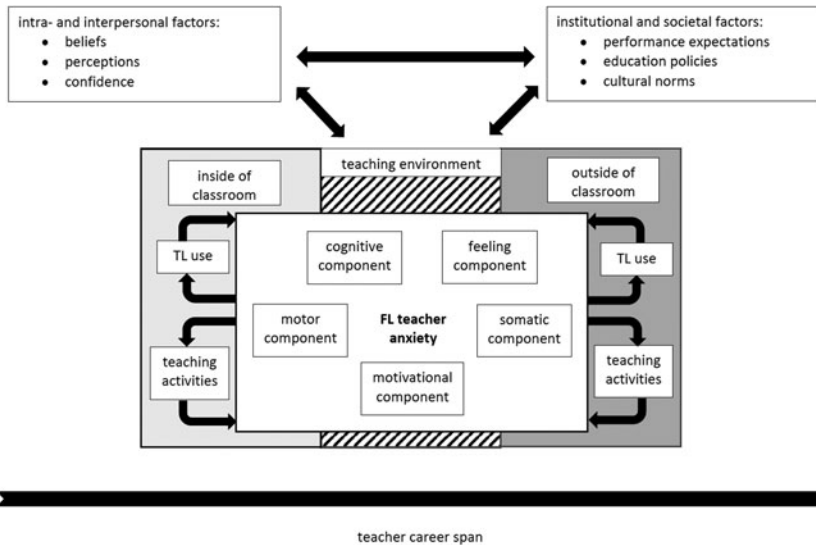 intra- and interpersonal factors:
• beliefs
• perceptions
• confidence
institutional and societal factors:
• performance expectations
• education policies
• cultural norms
teaching environment
inside of
classroom
outside of
classroom
TL use
cognitive
component
feeling
component
TL use
motor
component
FL teacher
anxiety
somatic
component
teaching
activities
motivational
component
teaching
activities
teacher career span